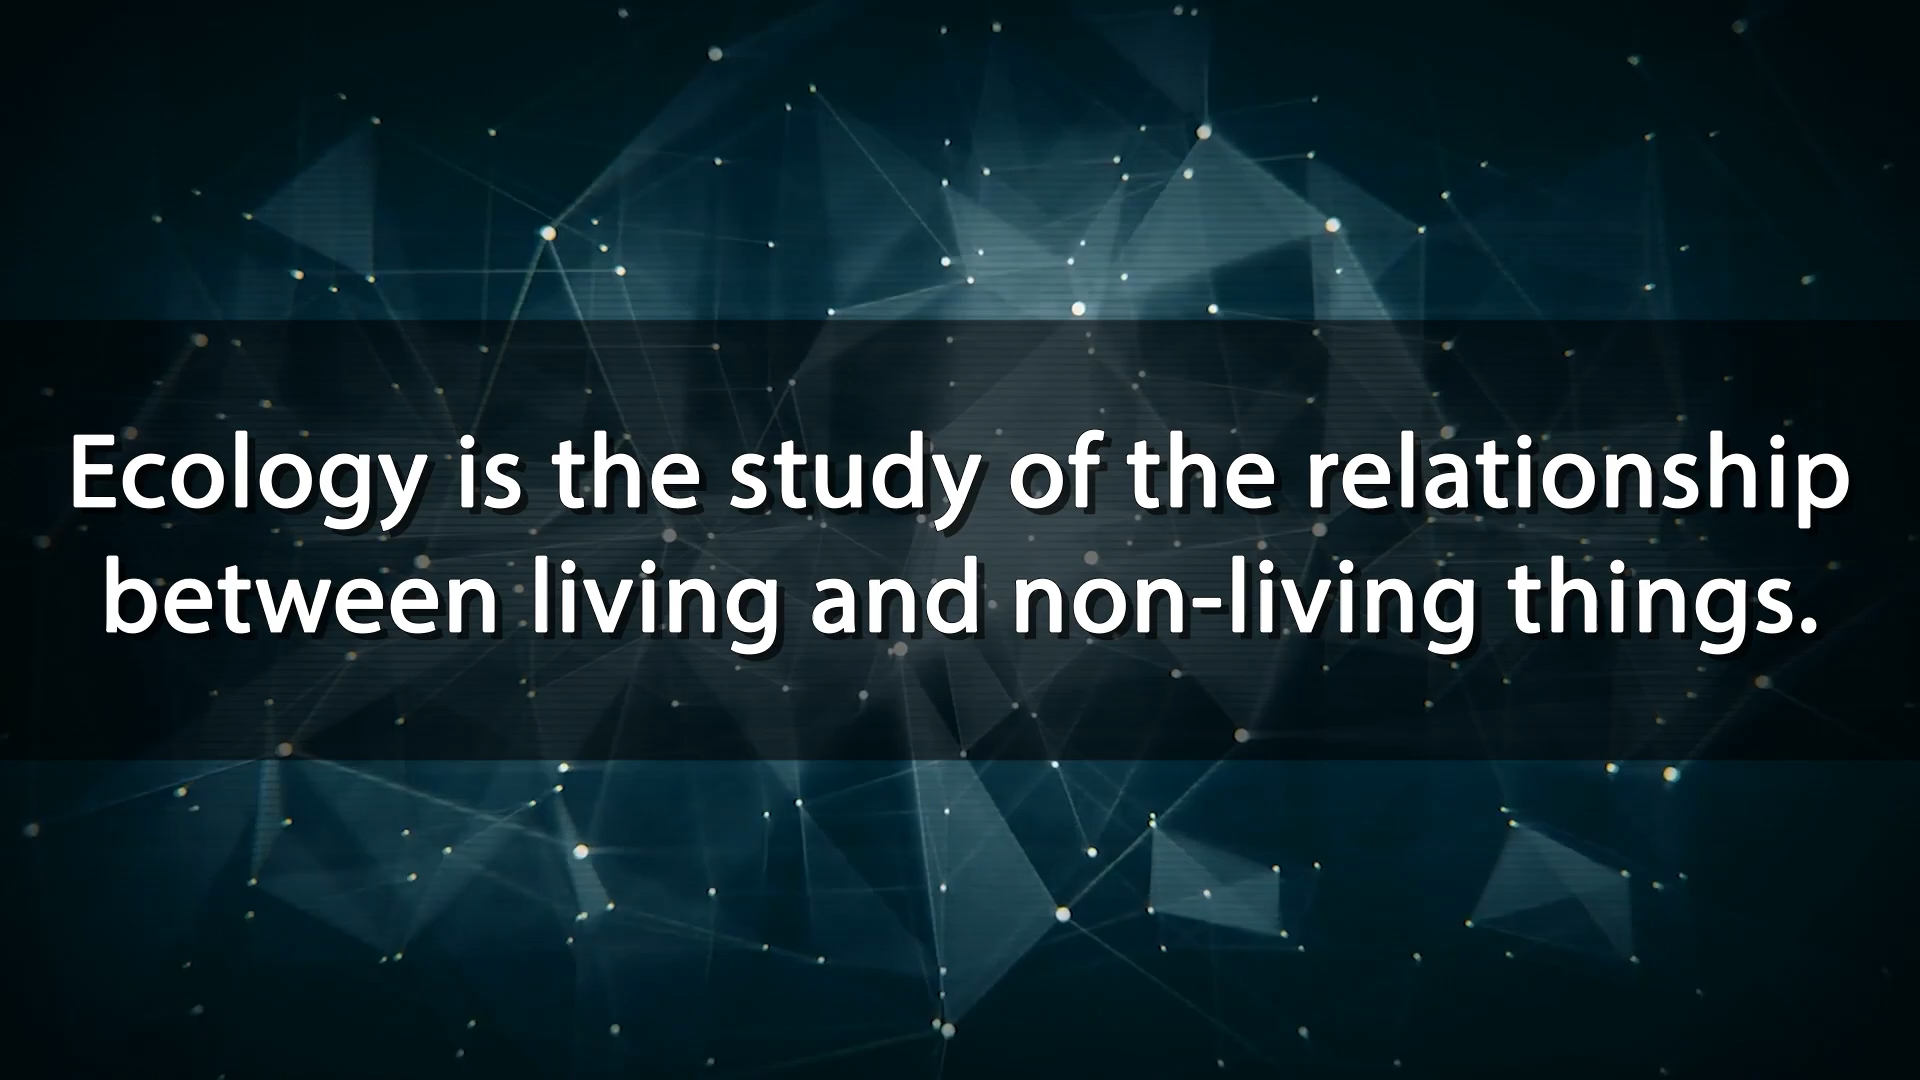 Ecology is the study of the relationship
between living and non-living things.